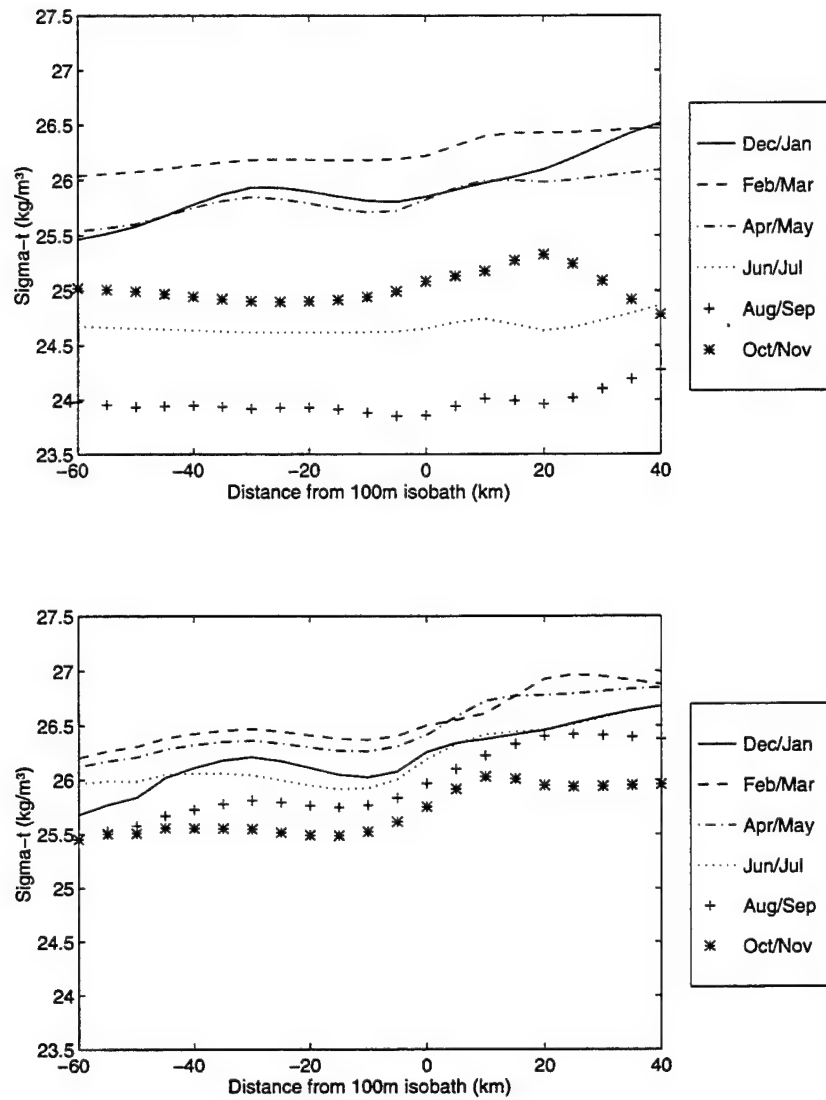 27.5
27
26.5
26
25.5
25
24.5
24
23.5
Sigma-t (kg/m³)
-60
-40
-20
0
20
40
Distance from 100m isobath (km)
Dec/Jan
Feb/Mar
Apr/May
Jun/Jul
Aug/Sep
Oct/Nov
27.5
27
26.5
26
25.5
25
24.5
24
23.5
Sigma-t (kg/m³)
-60
-40
-20
0
20
40
Distance from 100m isobath (km)
Dec/Jan
Feb/Mar
Apr/May
Jun/Jul
Aug/Sep
Oct/Nov